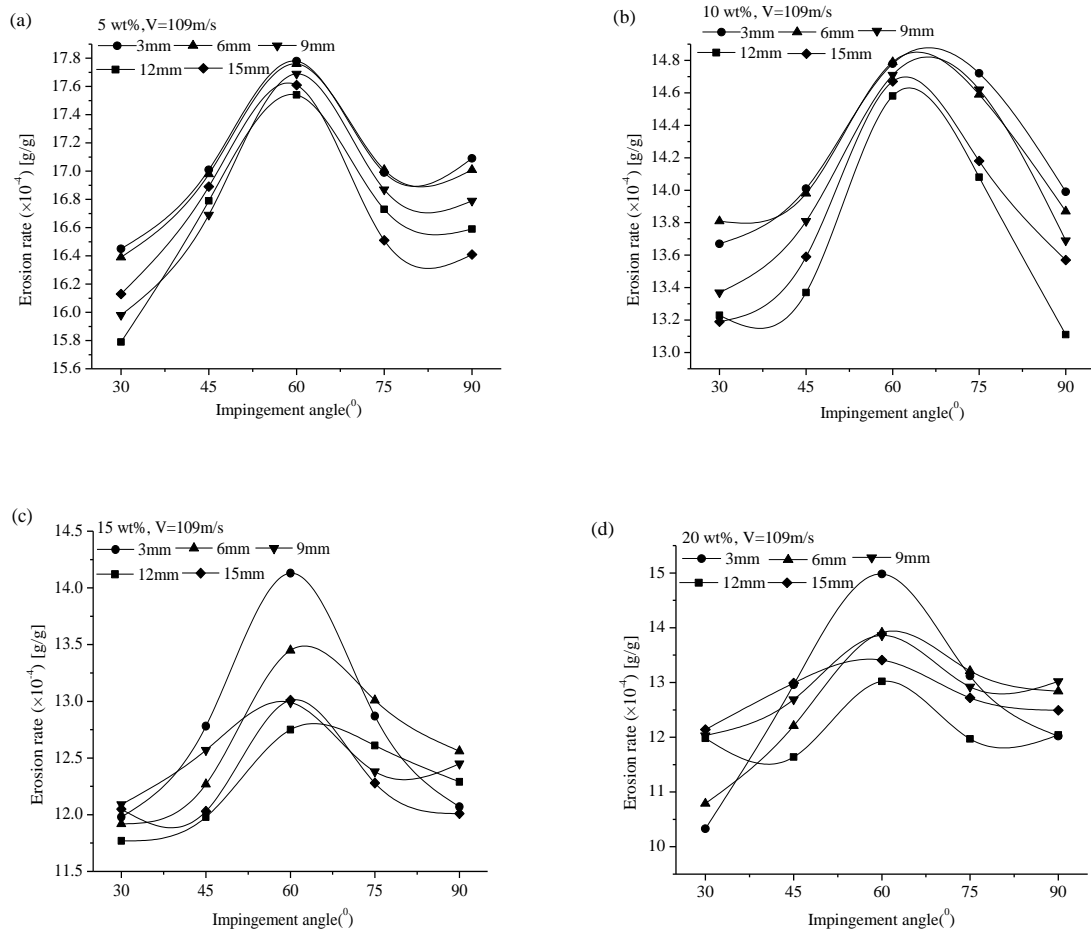 (a)
5 wt%,V=109m/s
3mm 6mm 9mm
12mm 15mm
17.8
17.6
17.4
17.2
17.0
16.8
16.6
16.4
16.2
16.0
15.8
15.6
Erosion rate (×10⁻⁴) [g/g]
30 45 60 75 90
Impingement angle(⁰)
(b)
10 wt%, V=109m/s
3mm 6mm 9mm
12mm 15mm
14.8
14.6
14.4
14.2
14.0
13.8
13.6
13.4
13.2
13.0
Erosion rate (×10⁻⁴) [g/g]
30 45 60 75 90
Impingement angle(⁰)
(c)
15 wt%, V=109m/s
3mm 6mm 9mm
12mm 15mm
14.5
14.0
13.5
13.0
12.5
12.0
11.5
Erosion rate (×10⁻⁴) [g/g]
30 45 60 75 90
Impingement angle(⁰)
(d)
20 wt%, V=109m/s
3mm 6mm 9mm
12mm 15mm
15
14
13
12
11
10
Erosion rate (×10⁻⁴) [g/g]
30 45 60 75 90
Impingement angle(⁰)